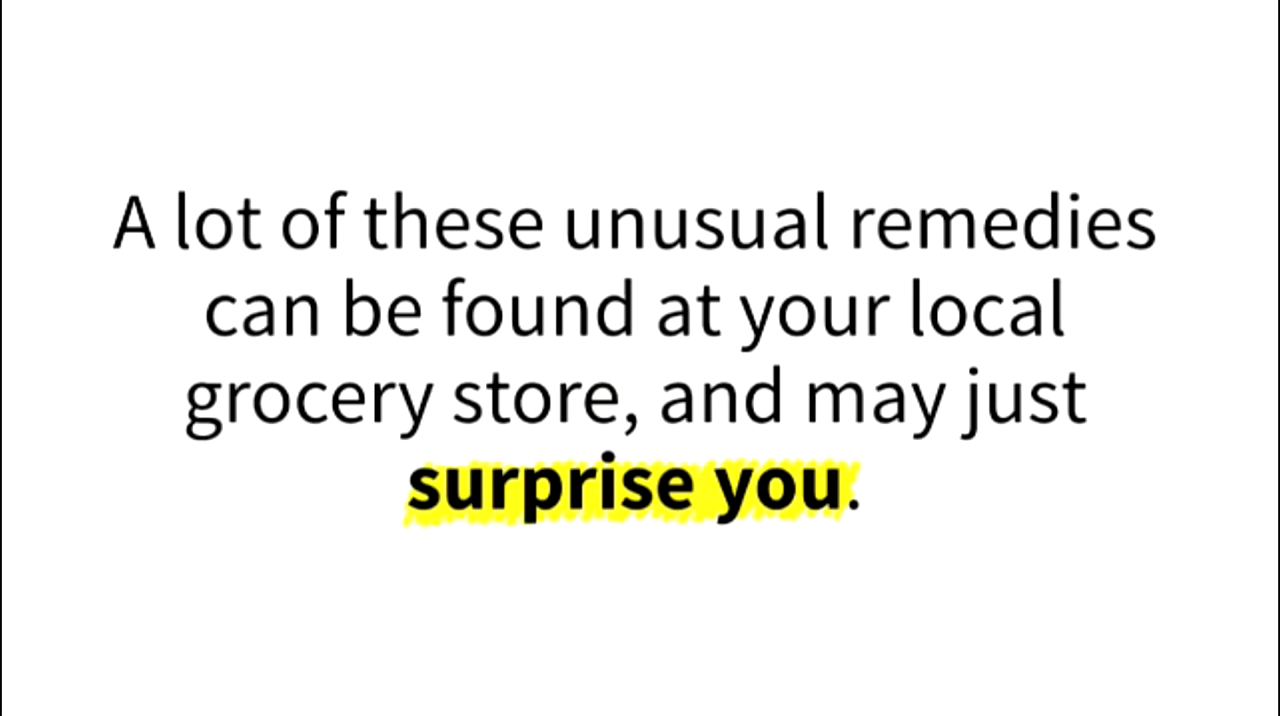 A lot of these unusual remedies
can be found at your local
grocery store, and may just
surprise you.